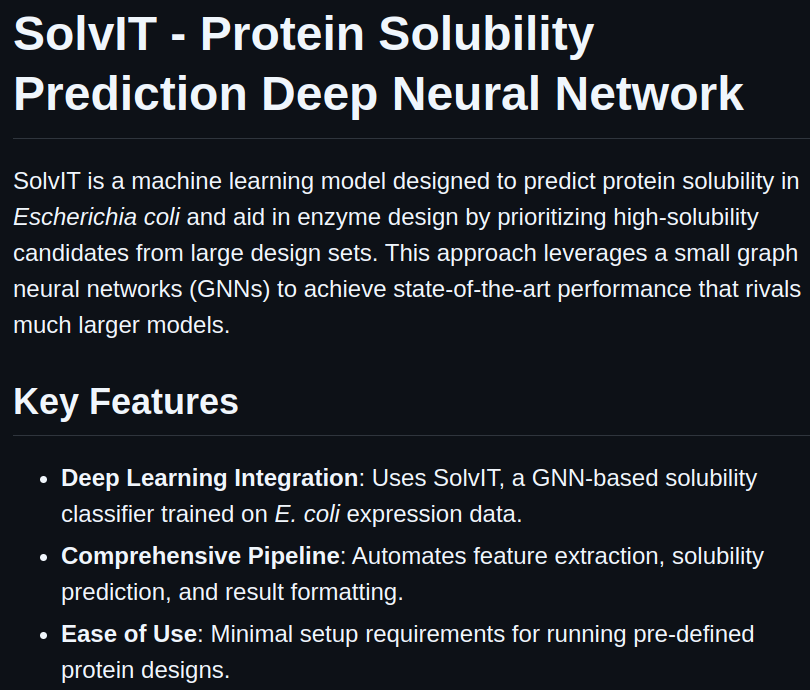 SolvIT - Protein Solubility
Prediction Deep Neural Network
SolvIT is a machine learning model designed to predict protein solubility in
Escherichia coli and aid in enzyme design by prioritizing high-solubility
candidates from large design sets. This approach leverages a small graph
neural networks (GNNs) to achieve state-of-the-art performance that rivals
much larger models.
Key Features
• Deep Learning Integration: Uses SolvIT, a GNN-based solubility
classifier trained on E. coli expression data.
• Comprehensive Pipeline: Automates feature extraction, solubility
prediction, and result formatting.
• Ease of Use: Minimal setup requirements for running pre-defined
protein designs.